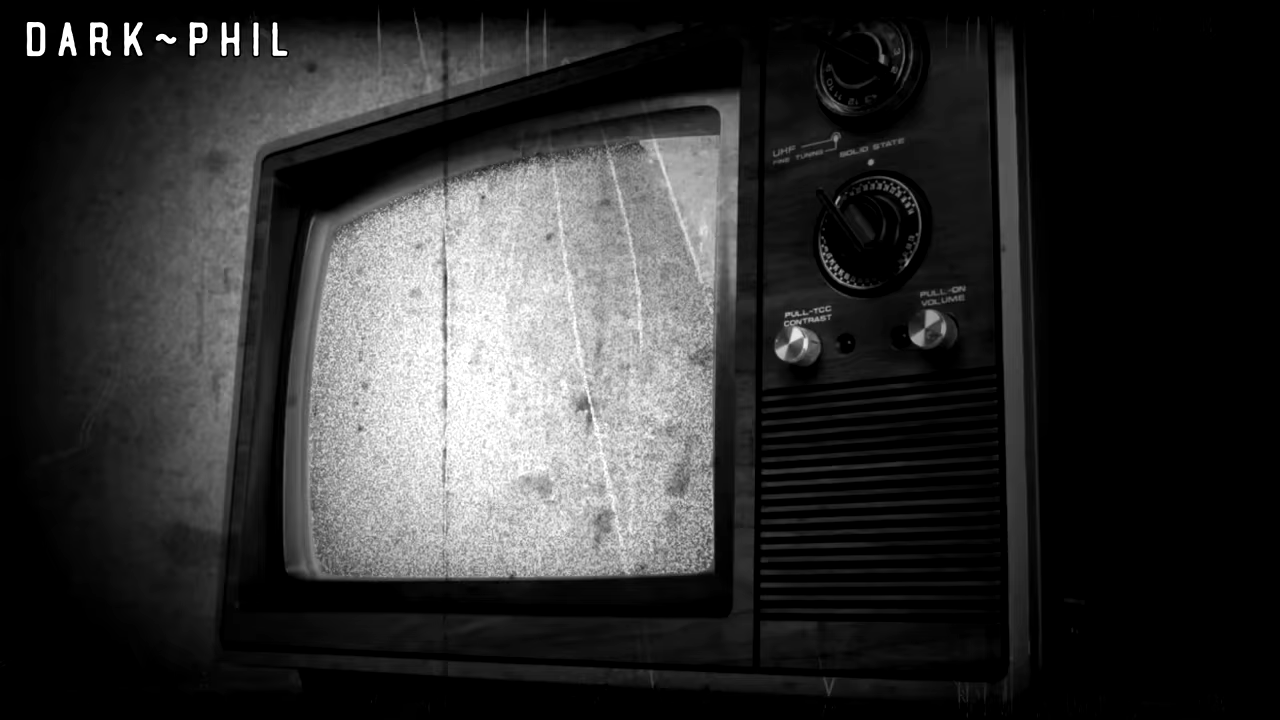 DARK~PHIL
UHF
FINE TUNING
SOLID STATE
PULL-ON
VOLUME
PULL-TCC
CONTRAST